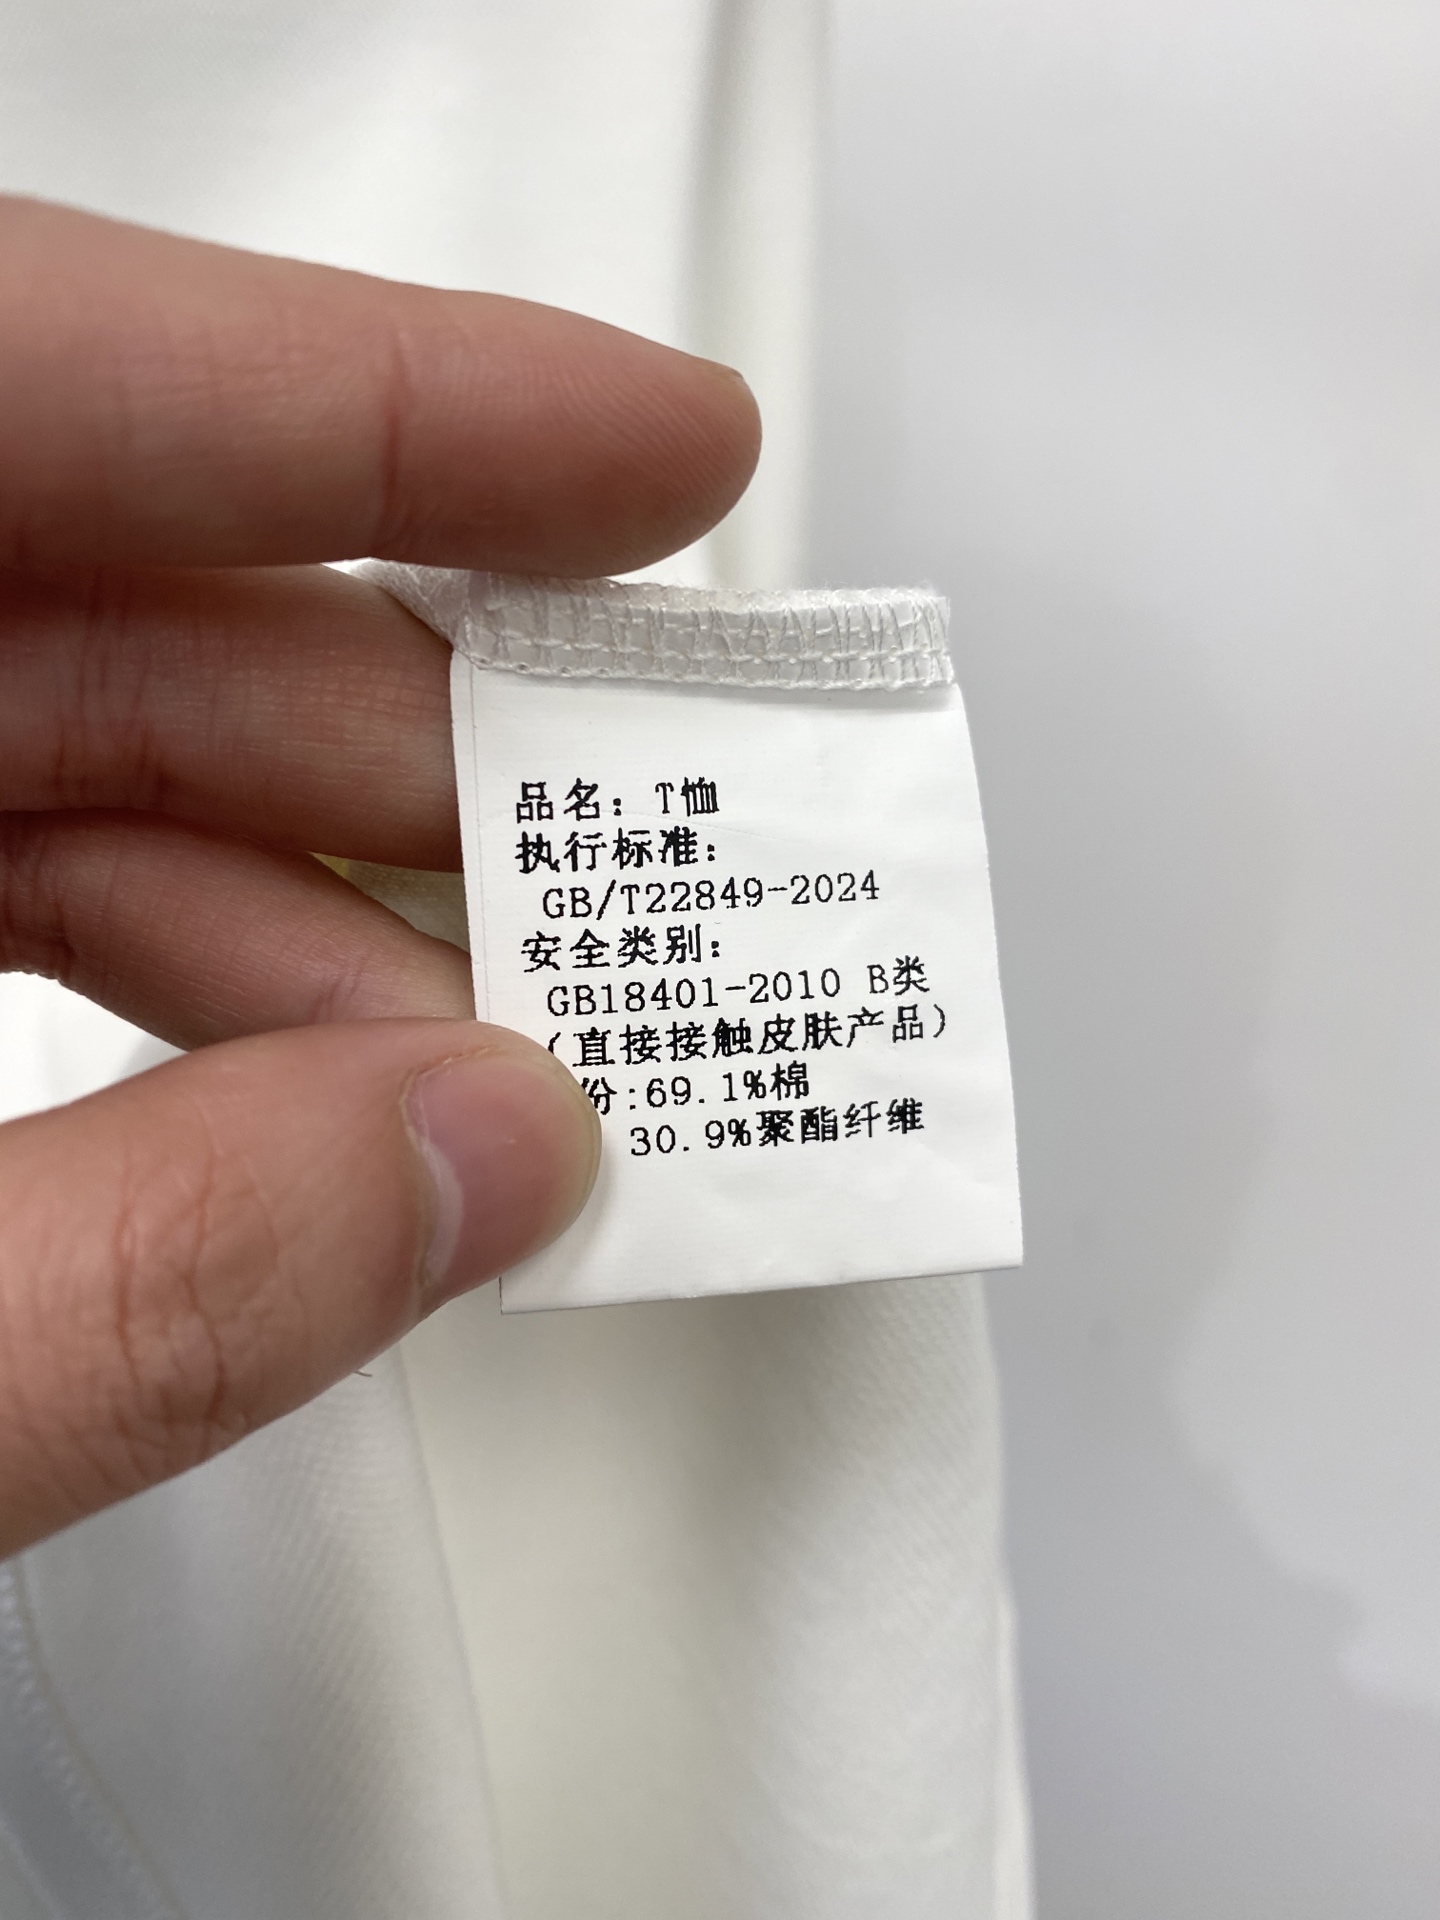 品名：T恤
执行标准：
GB/T22849-2024
安全类别：
GB18401-2010 B类
(直接接触皮肤产品)
份:69.1%棉
30.9%聚酯纤维